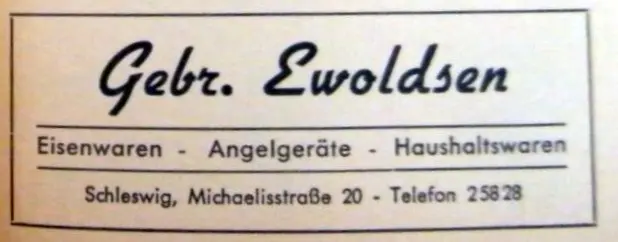 Gebr. Ewoldsen
Eisenwaren - Angelgeräte - Haushaltswaren
Schleswig, Michaelisstraße 20 - Telefon 25828